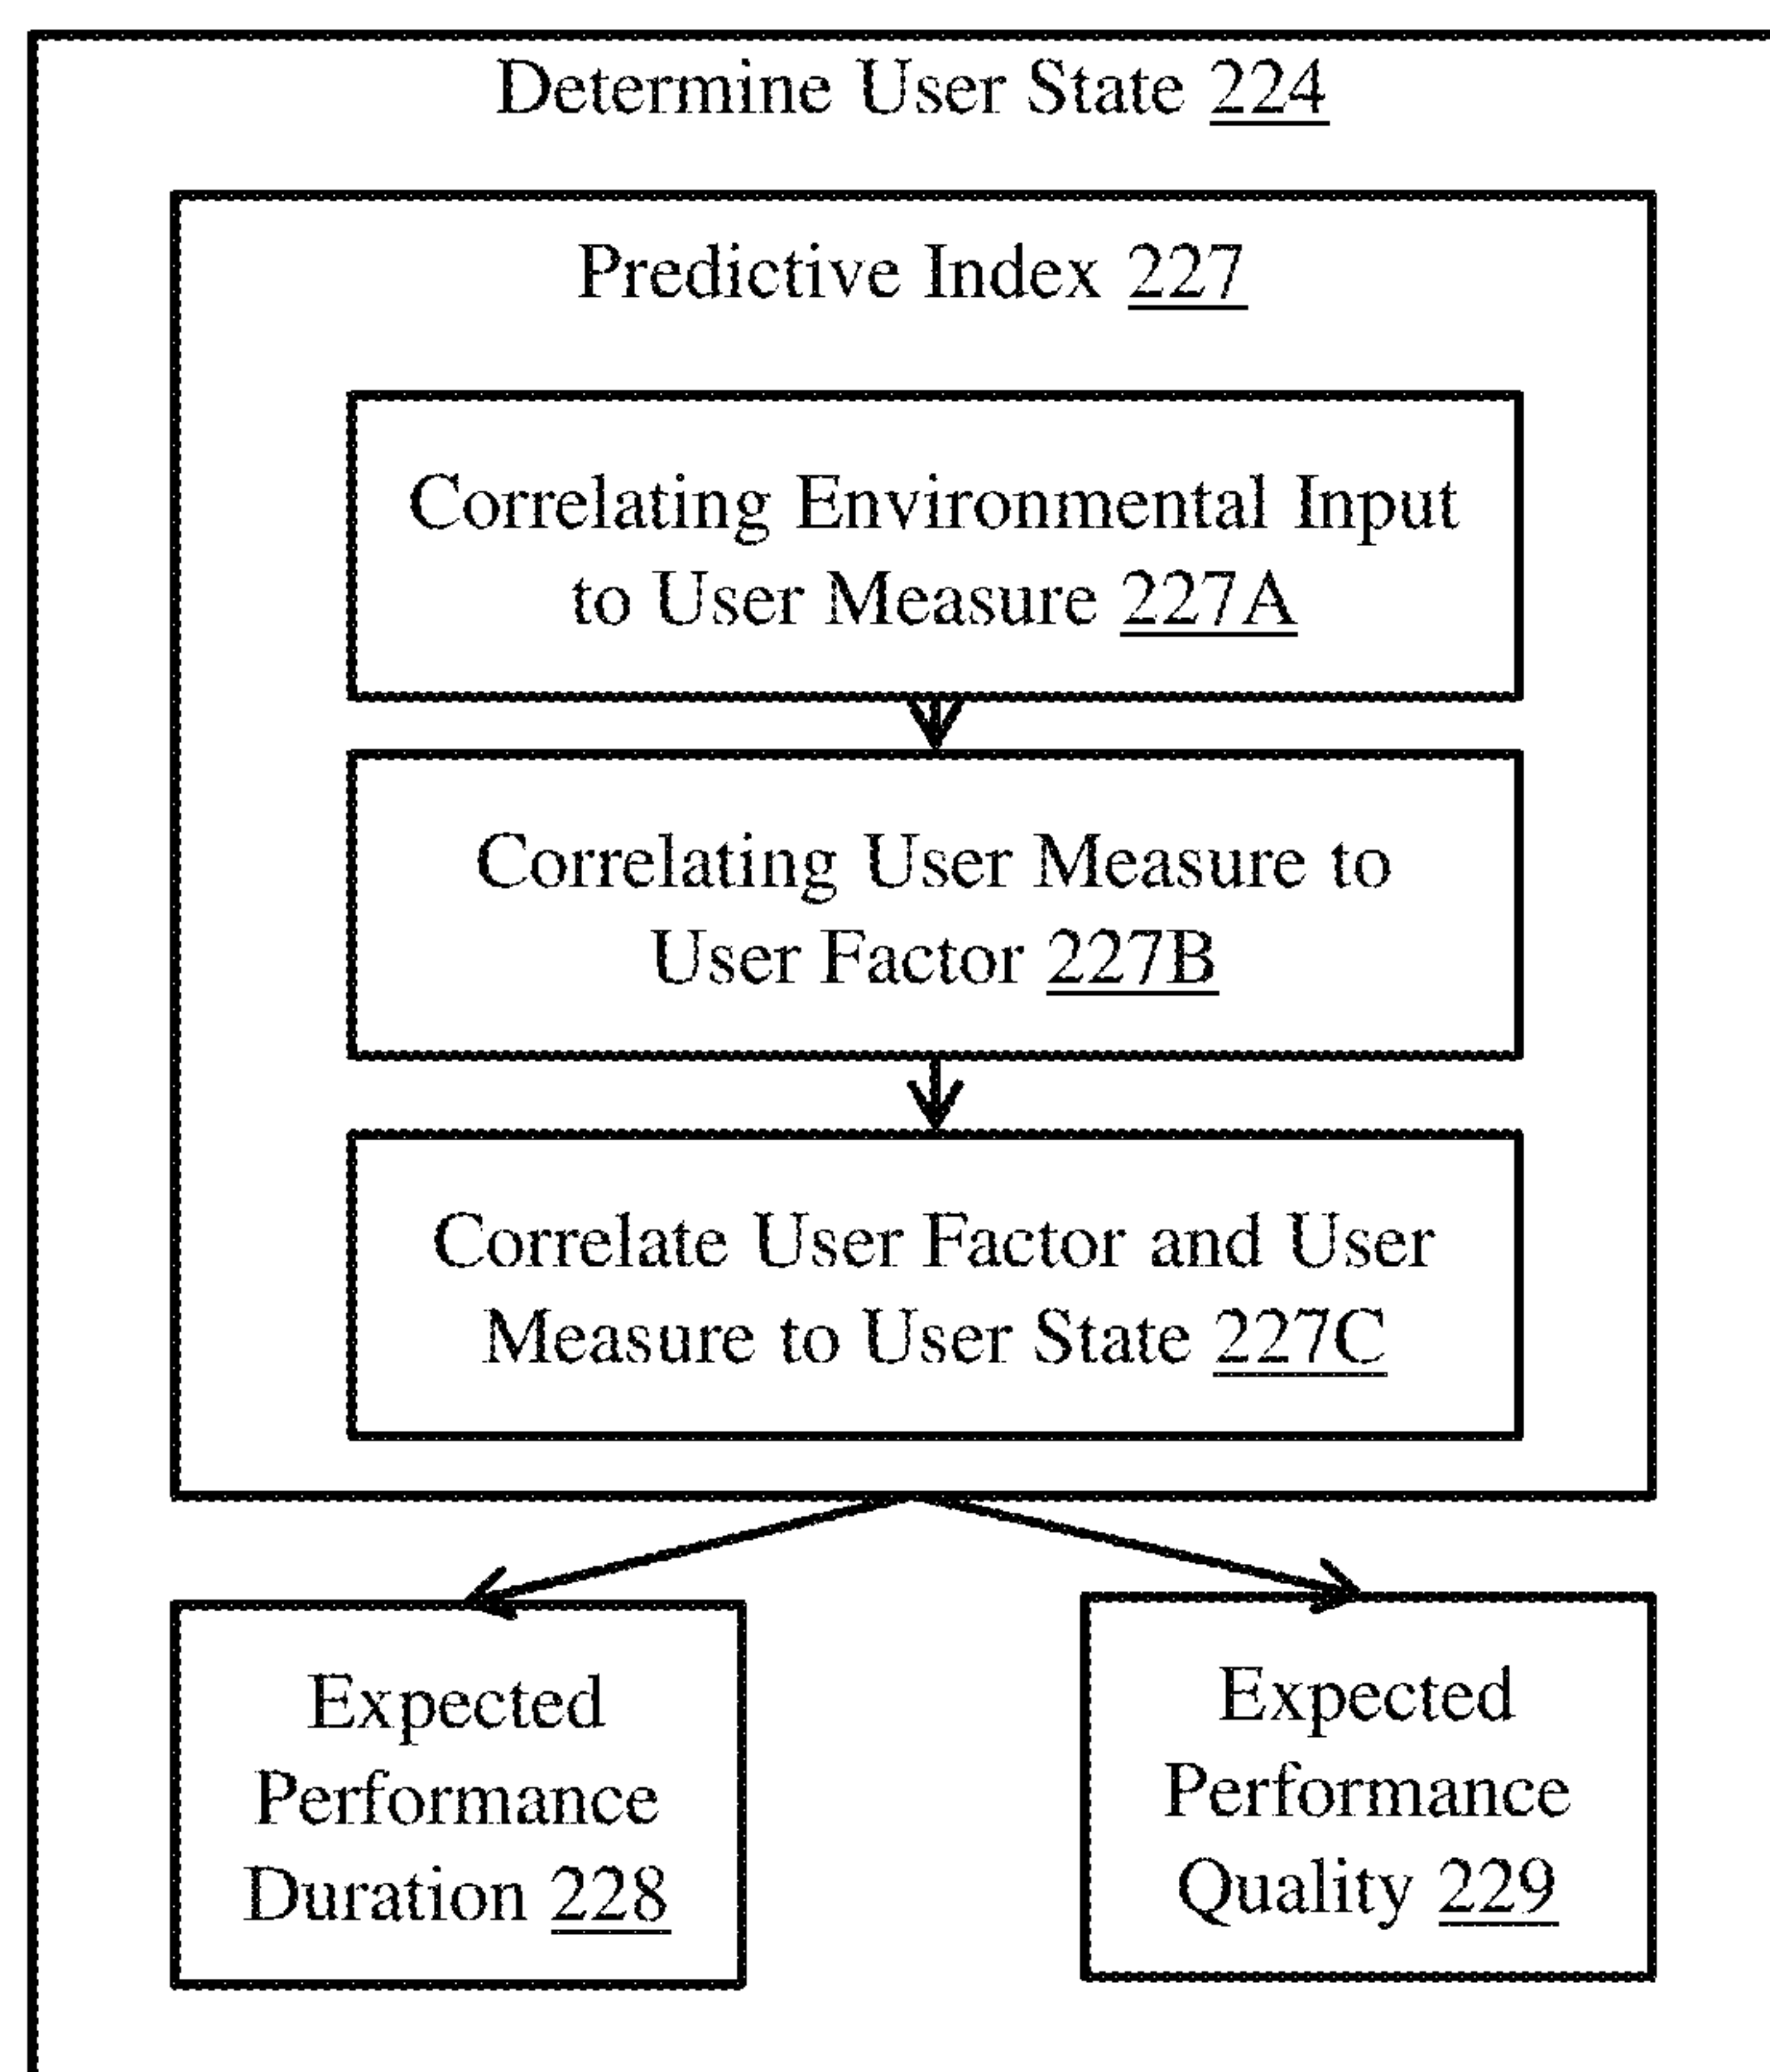 Determine User State 224
Predictive Index 227
Correlating Environmental Input
to User Measure 227A
Correlating User Measure to
User Factor 227B
Correlate User Factor and User
Measure to User State 227C
Expected
Performance
Duration 228
Expected
Performance
Quality 229